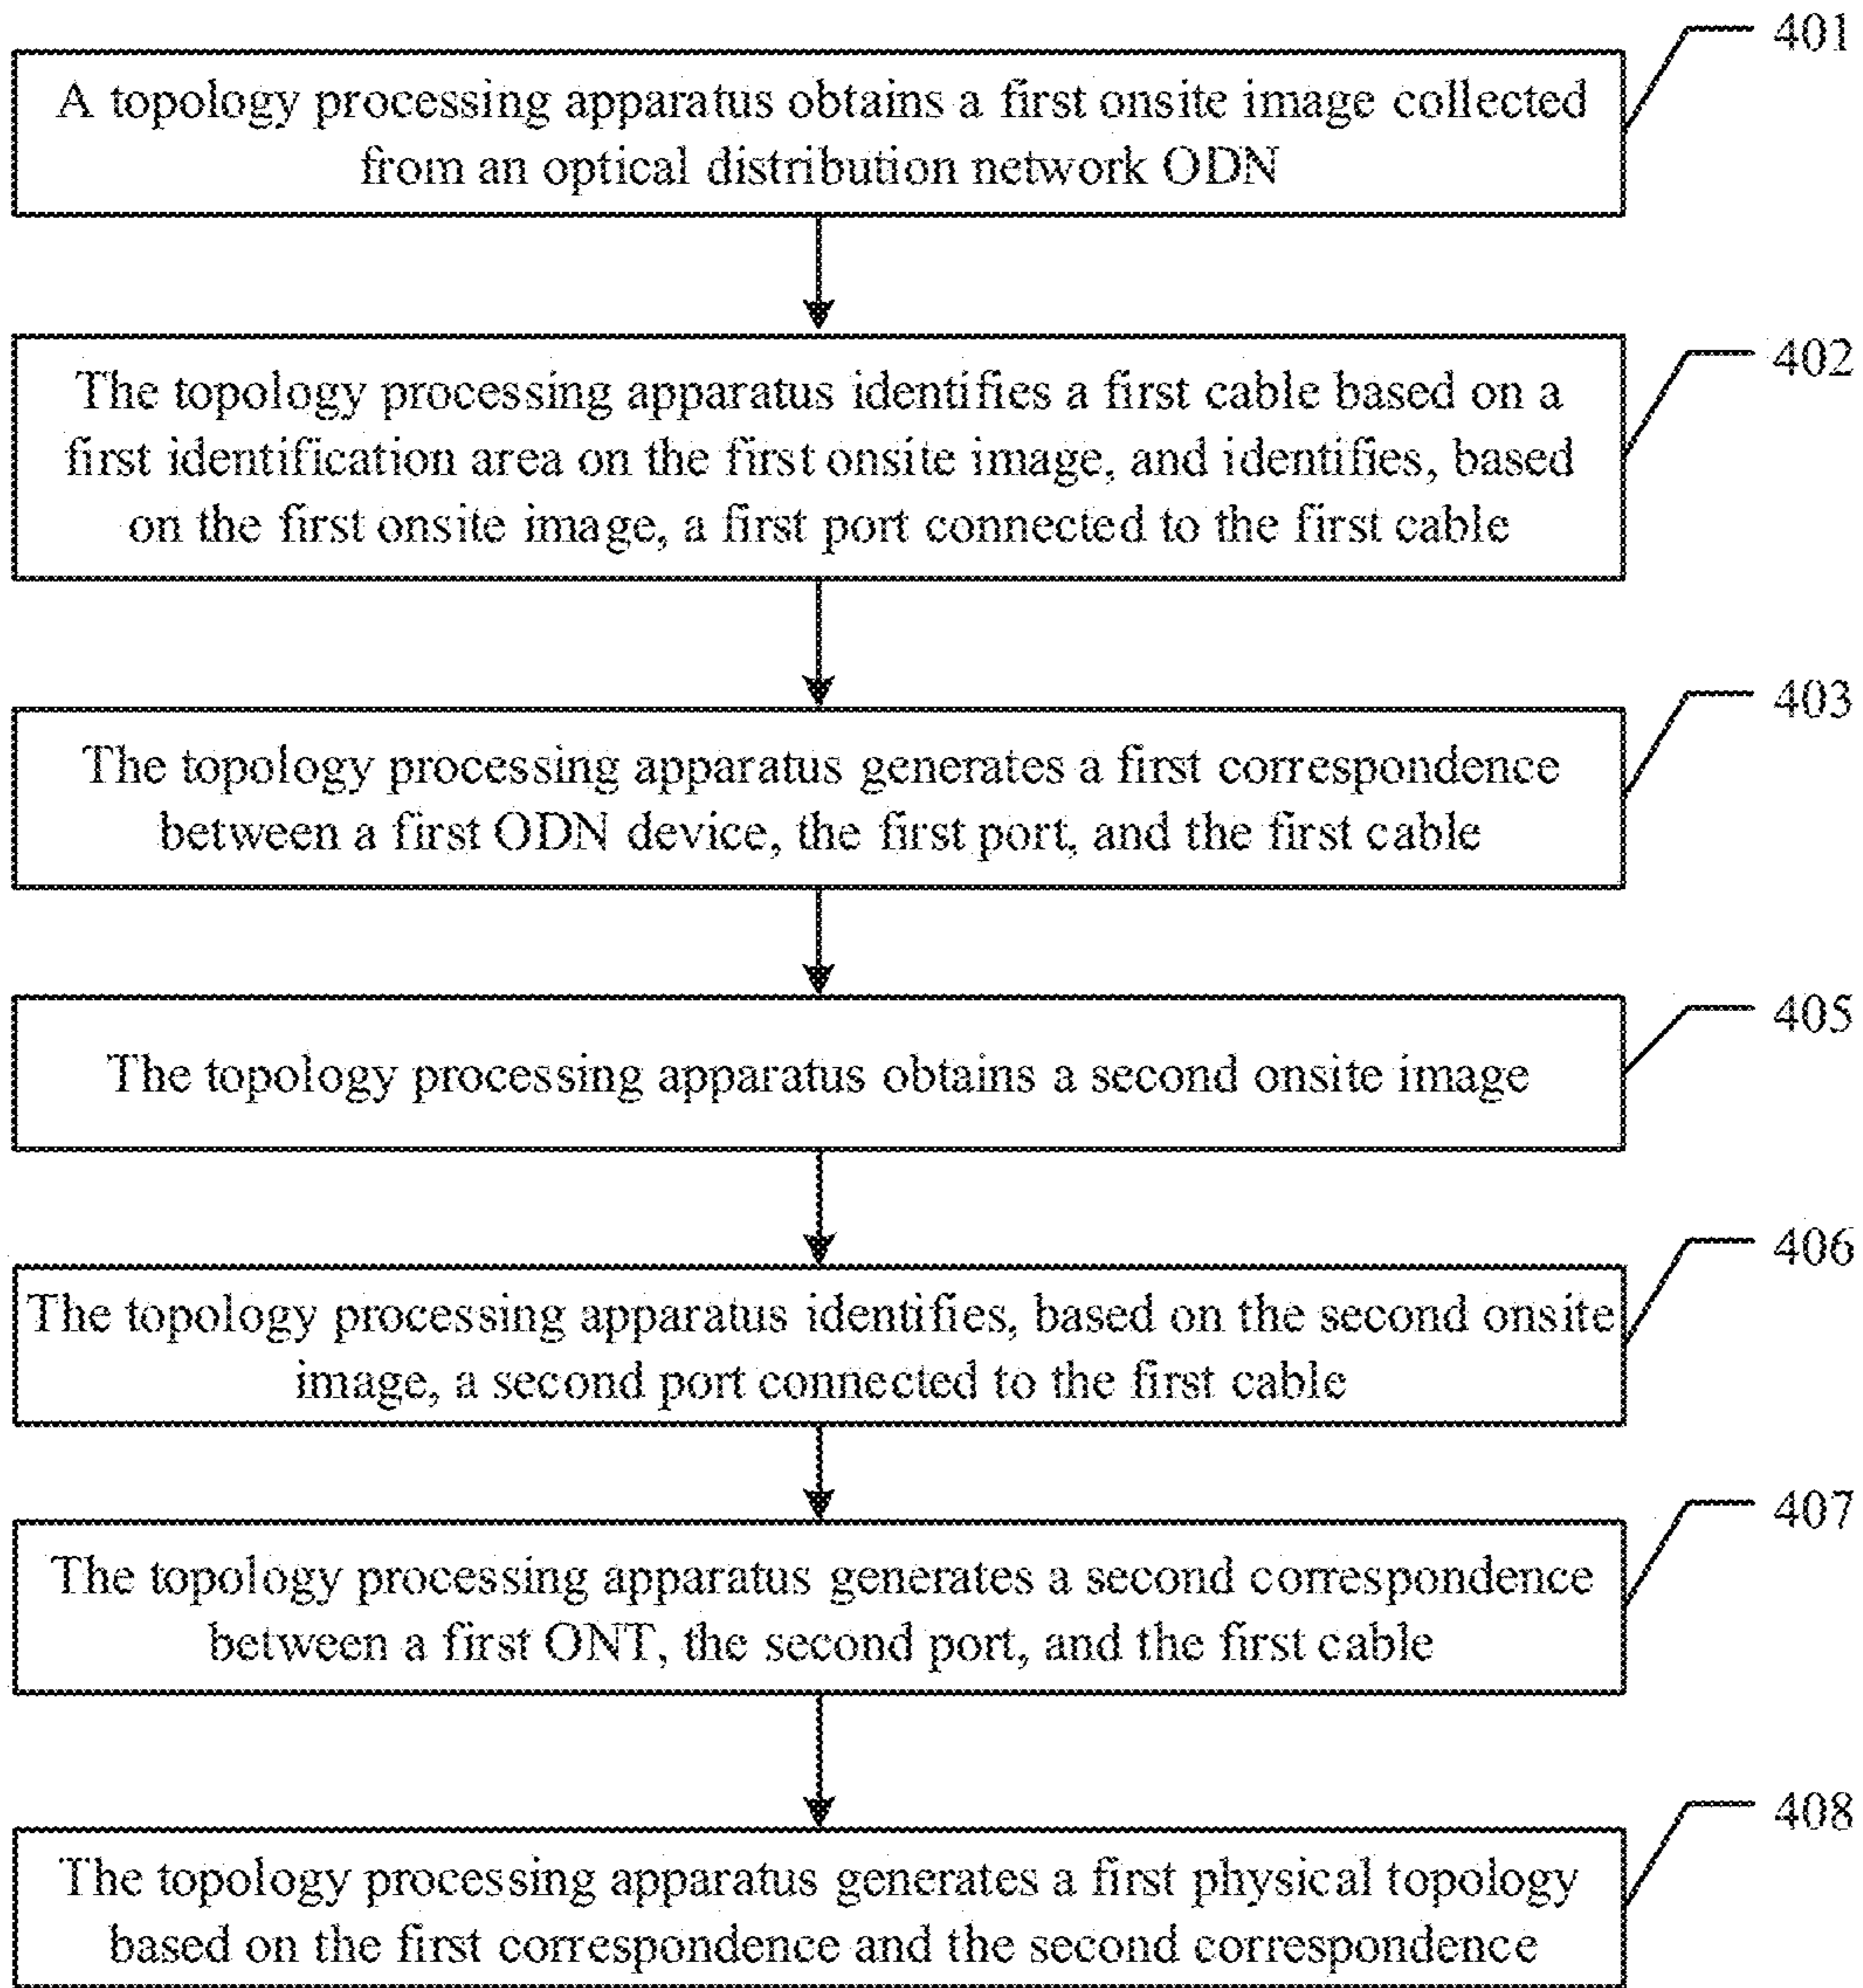 401
A topology processing apparatus obtains a first onsite image collected
from an optical distribution network ODN
402
The topology processing apparatus identifies a first cable based on a
first identification area on the first onsite image, and identifies, based
on the first onsite image, a first port connected to the first cable
403
The topology processing apparatus generates a first correspondence
between a first ODN device, the first port, and the first cable
405
The topology processing apparatus obtains a second onsite image
406
The topology processing apparatus identifies, based on the second onsite
image, a second port connected to the first cable
407
The topology processing apparatus generates a second correspondence
between a first ONT, the second port, and the first cable
408
The topology processing apparatus generates a first physical topology
based on the first correspondence and the second correspondence